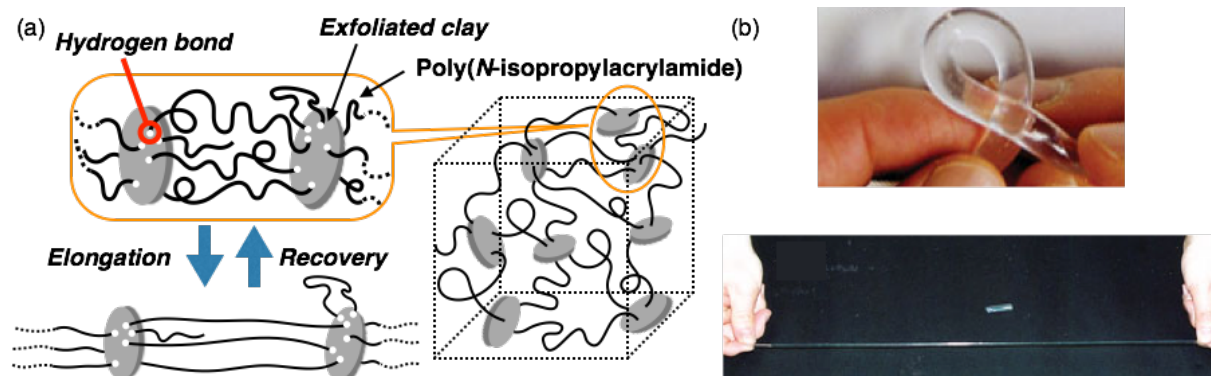 (a)
Hydrogen bond
Exfoliated clay
Poly(N-isopropylacrylamide)
Elongation
Recovery
(b)